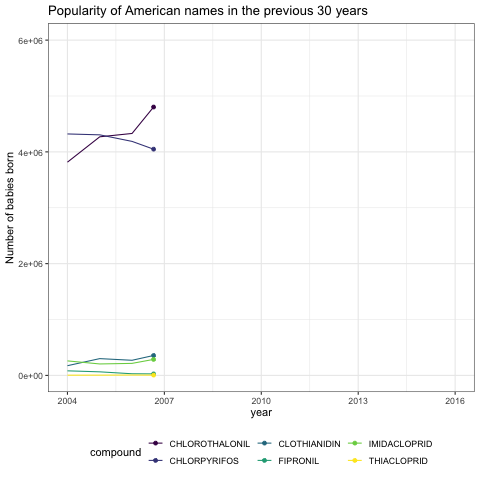 Popularity of American names in the previous 30 years
Number of babies born
6e+06
4e+06
2e+06
0e+00
2004 2007 2010 2013 2016
year
compound
CHLOROTHALONIL CLOTHIANIDIN IMIDACLOPRID
CHLORPYRIFOS FIPRONIL THIACLOPRID